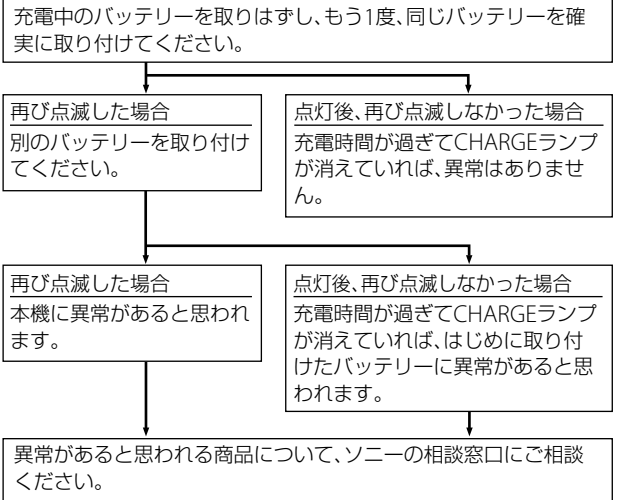 充電中のバッテリーを取りはずし、もう1度、同じバッテリーを確
実に取り付けてください。
再び点滅した場合
別のバッテリーを取り付け
てください。
点灯後、再び点滅しなかった場合
充電時間が過ぎてCHARGEランプ
が消えていれば、異常はありませ
ん。
再び点滅した場合
本機に異常があると思われ
ます。
点灯後、再び点滅しなかった場合
充電時間が過ぎてCHARGEランプ
が消えていれば、はじめに取り付
けたバッテリーに異常があると思
われます。
異常があると思われる商品について、ソニーの相談窓口にご相談
ください。